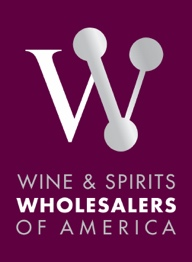 W
WINE & SPIRITS
WHOLESALERS
OF AMERICA